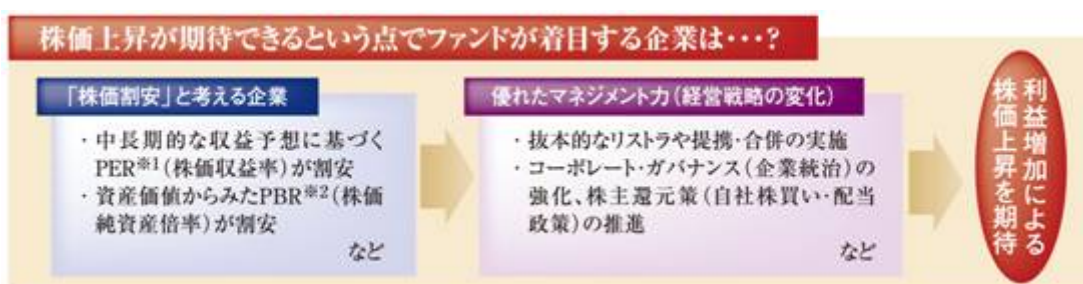 株価上昇が期待できるという点でファンドが着目する企業は・・・?
「株価割安」と考える企業
・中長期的な収益予想に基づく
PER※1(株価収益率)が割安
・資産価値からみたPBR※2(株価
純資産倍率)が割安
など
優れたマネジメント力(経営戦略の変化)
・抜本的なリストラや提携・合併の実施
・コーポレート・ガバナンス(企業統治)の
強化、株主還元策(自社株買い・配当
政策)の推進
など
利益増加による
株価上昇を期待